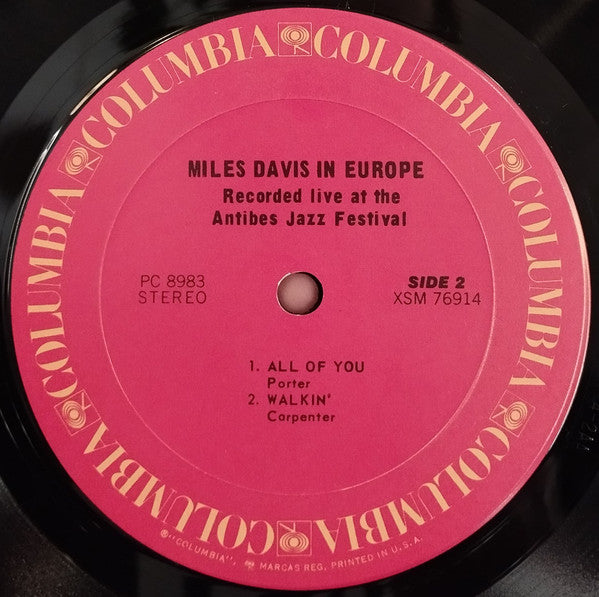 COLUMBIA COLUMBIA COLUMBIA COLUMBIA COLUMBIA COLUMBIA
MILES DAVIS IN EUROPE
Recorded live at the
Antibes Jazz Festival
PC 8983
STEREO
SIDE 2
XSM 76914
1. ALL OF YOU
Porter
2. WALKIN'
Carpenter
"COLUMBIA", MARCAS REG. PRINTED IN U.S.A.